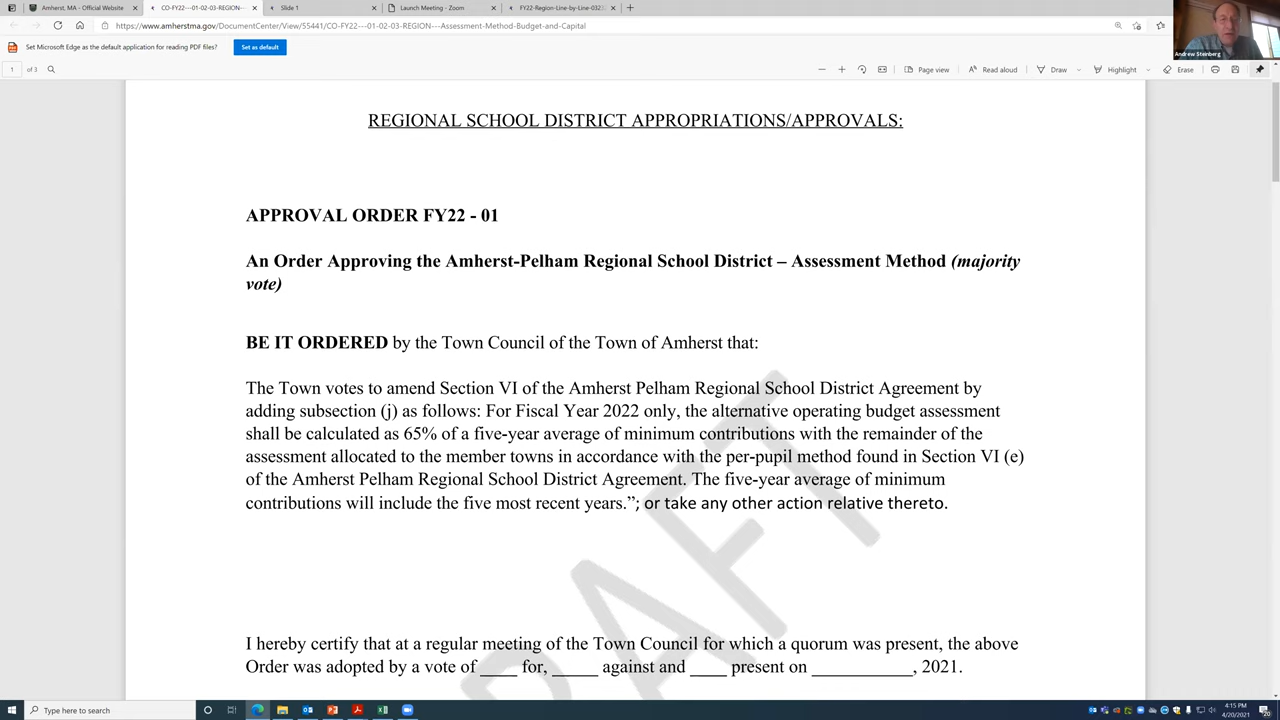 Amherst, MA - Official Website
CO-FY22---01-02-03-REGION---
Slide 1
Launch Meeting - Zoom
FY22-Region-Line-by-Line-032
https://www.amherstma.gov/DocumentCenter/View/55441/CO-FY22---01-02-03-REGION---Assessment-Method-Budget-and-Capital
Set Microsoft Edge as the default application for reading PDF files?
Set as default
1 of 3
Page view
Read aloud
Draw
Highlight
Erase
Andrew Steinberg
REGIONAL SCHOOL DISTRICT APPROPRIATIONS/APPROVALS:
APPROVAL ORDER FY22 - 01
An Order Approving the Amherst-Pelham Regional School District – Assessment Method (majority
vote)
BE IT ORDERED by the Town Council of the Town of Amherst that:
The Town votes to amend Section VI of the Amherst Pelham Regional School District Agreement by
adding subsection (j) as follows: For Fiscal Year 2022 only, the alternative operating budget assessment
shall be calculated as 65% of a five-year average of minimum contributions with the remainder of the
assessment allocated to the member towns in accordance with the per-pupil method found in Section VI (e)
of the Amherst Pelham Regional School District Agreement. The five-year average of minimum
contributions will include the five most recent years.”; or take any other action relative thereto.
I hereby certify that at a regular meeting of the Town Council for which a quorum was present, the above
Order was adopted by a vote of ____ for, _____ against and ____ present on ___________, 2021.
DRAFT
Type here to search
4:15 PM
4/20/2021
20